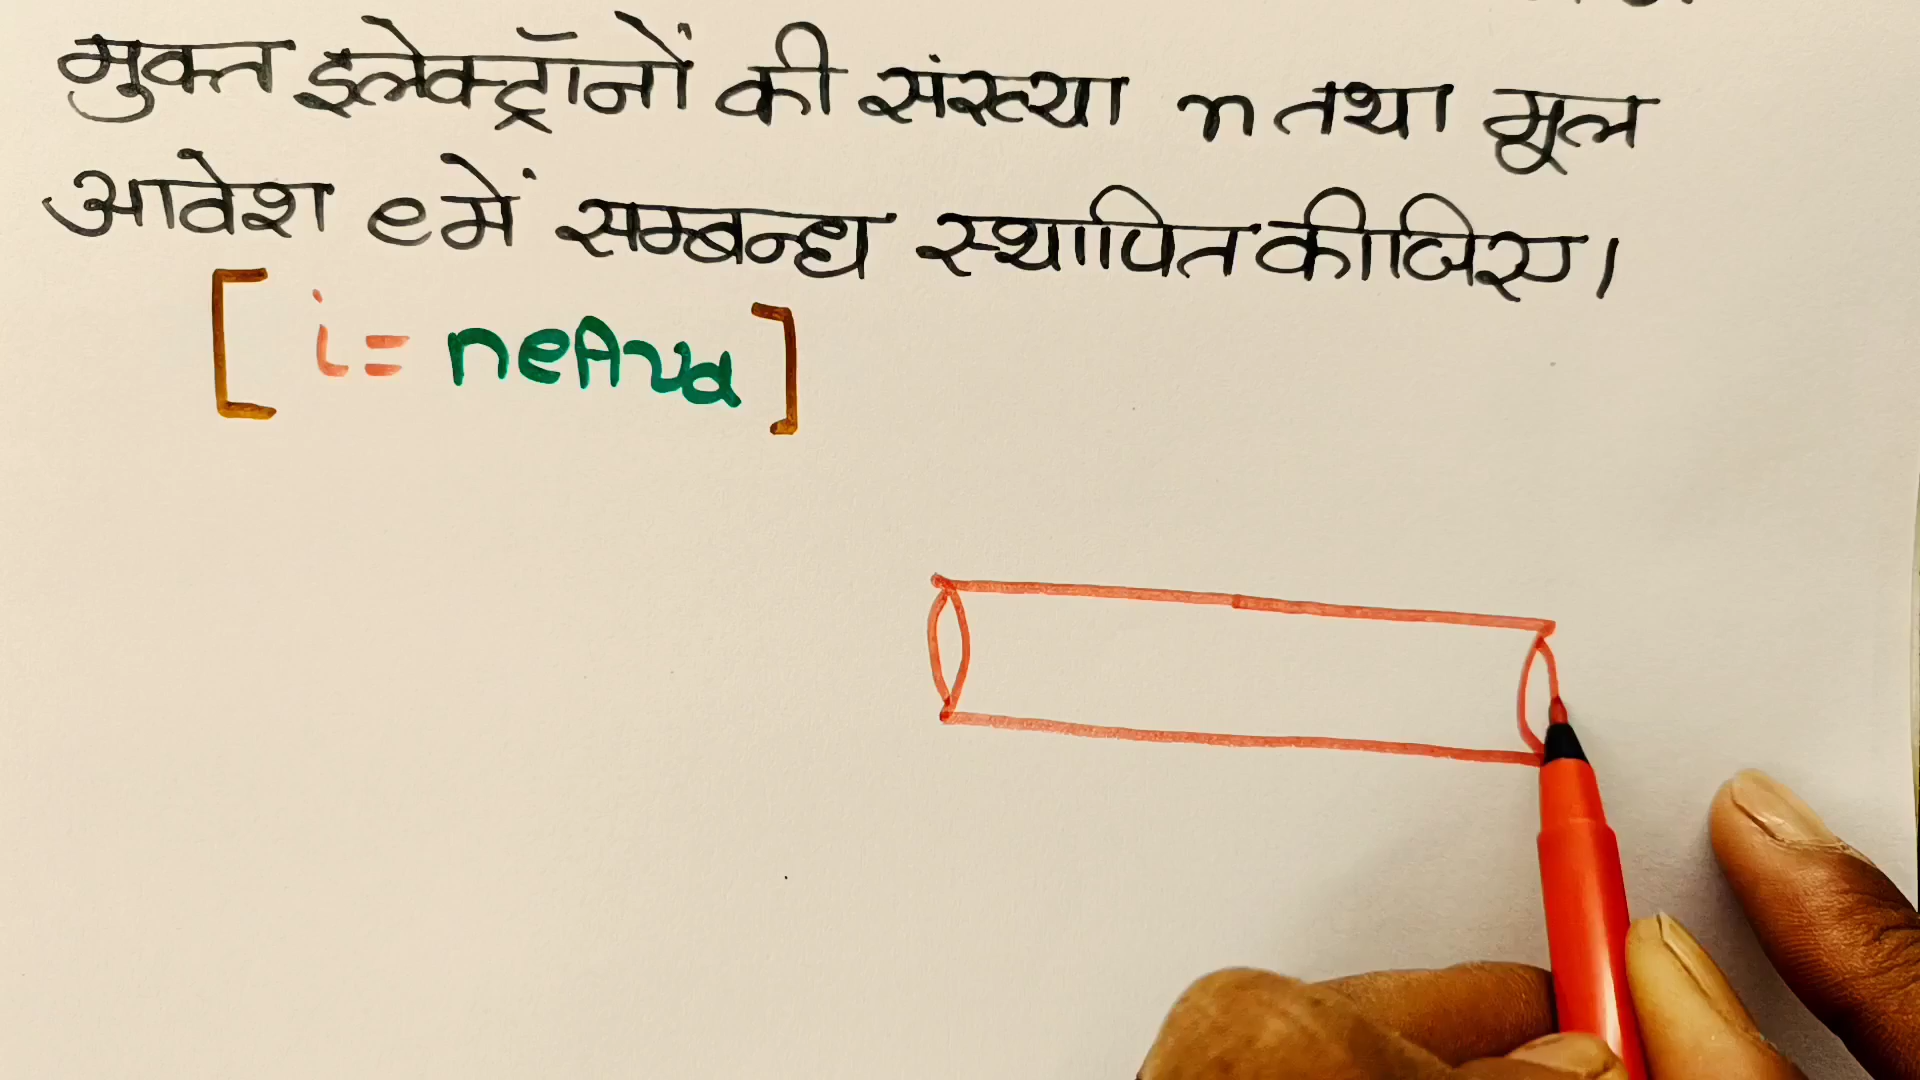 मुक्त इलेक्ट्रॉनों की संख्या n तथा मूल
आवेश e में सम्बन्ध स्थापित कीजिए।
[ i = neAvd ]